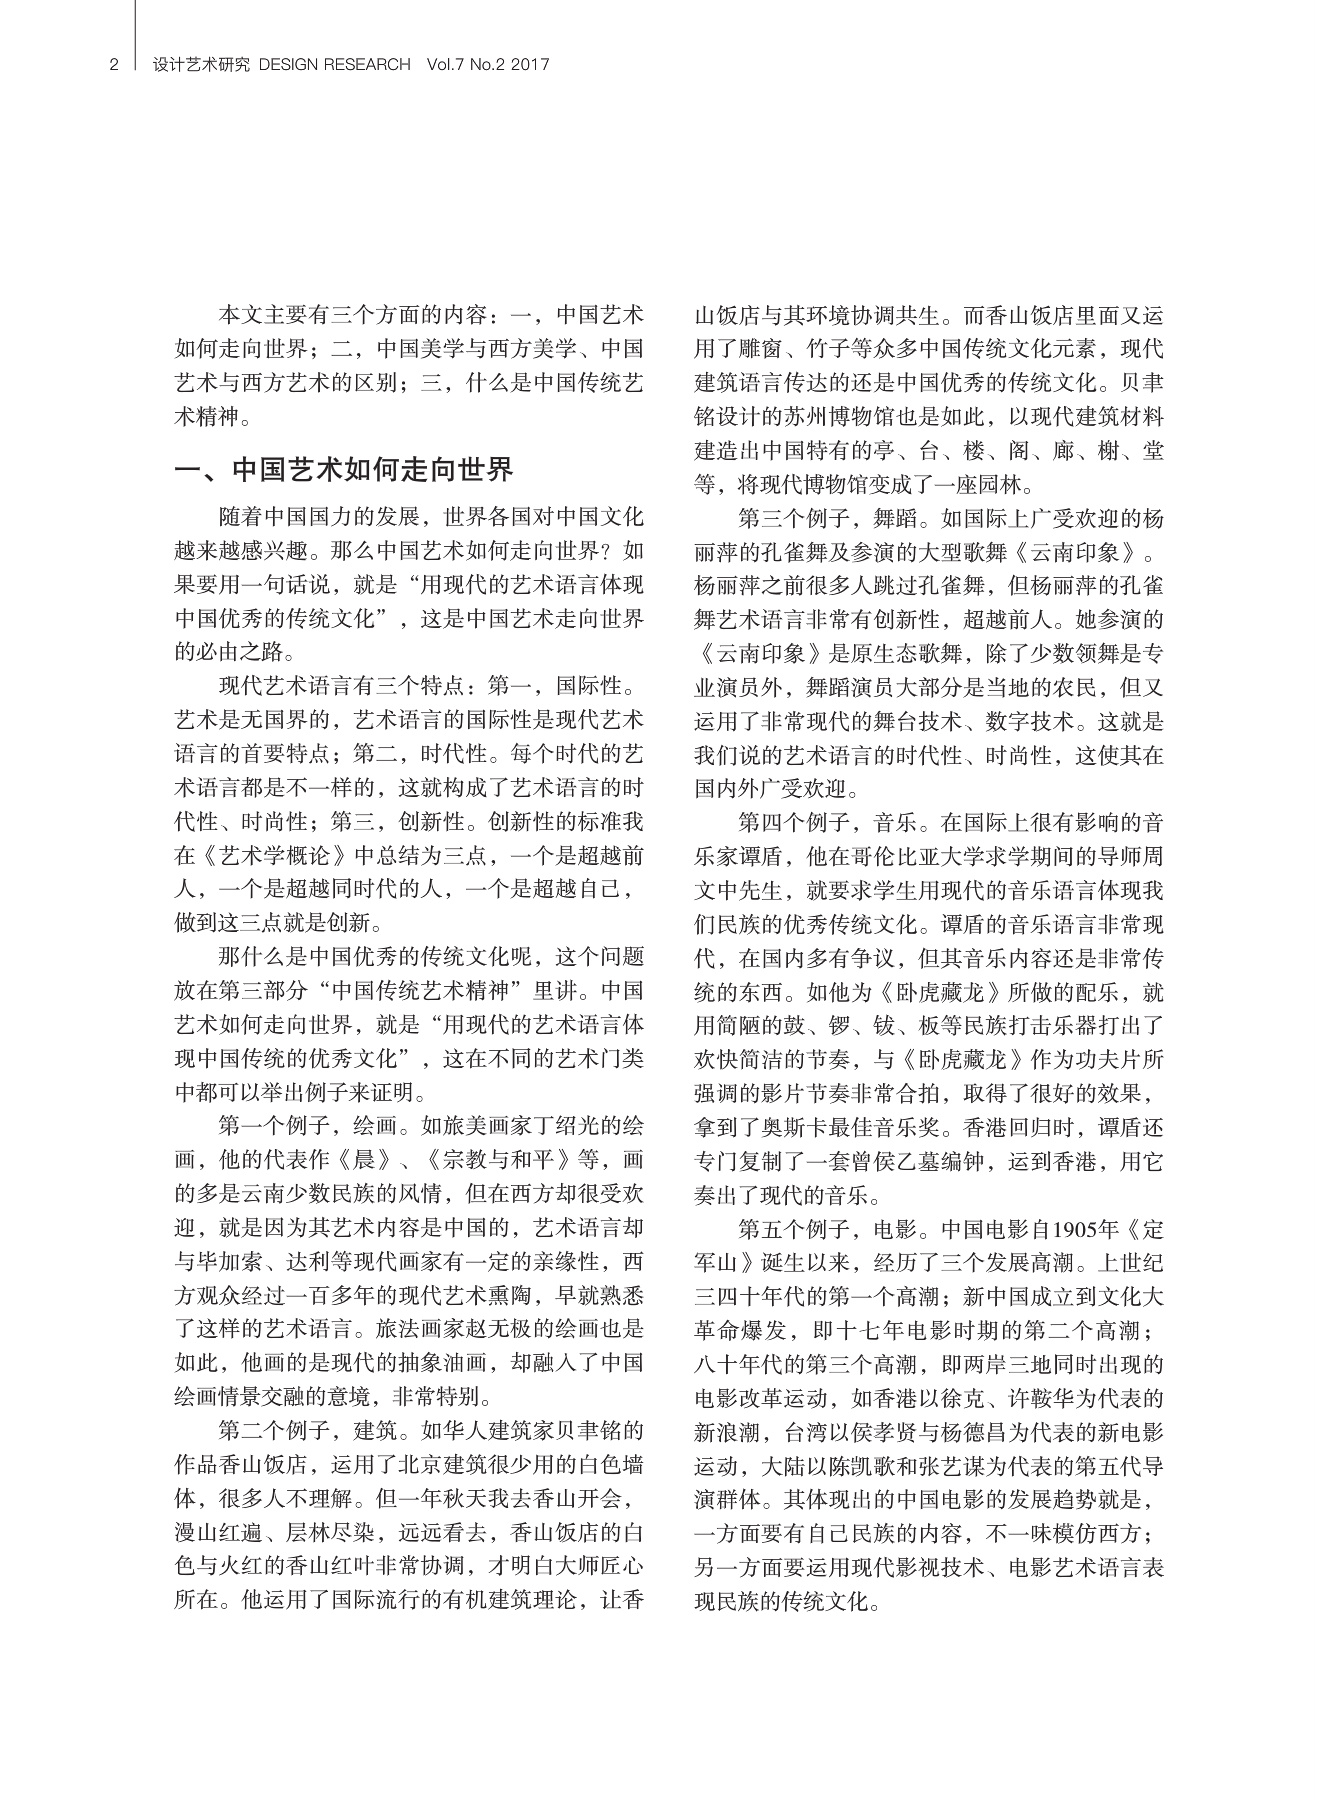 2 设计艺术研究 DESIGN RESEARCH Vol.7 No.2 2017
本文主要有三个方面的内容：一，中国艺术
如何走向世界；二，中国美学与西方美学、中国
艺术与西方艺术的区别；三，什么是中国传统艺
术精神。
一、中国艺术如何走向世界
随着中国国力的发展，世界各国对中国文化
越来越感兴趣。那么中国艺术如何走向世界？如
果要用一句话说，就是“用现代的艺术语言体现
中国优秀的传统文化”，这是中国艺术走向世界
的必由之路。
现代艺术语言有三个特点：第一，国际性。
艺术是无国界的，艺术语言的国际性是现代艺术
语言的首要特点；第二，时代性。每个时代的艺
术语言都是不一样的，这就构成了艺术语言的时
代性、时尚性；第三，创新性。创新性的标准我
在《艺术学概论》中总结为三点，一个是超越前
人，一个是超越同时代的人，一个是超越自己，
做到这三点就是创新。
那什么是中国优秀的传统文化呢，这个问题
放在第三部分“中国传统艺术精神”里讲。中国
艺术如何走向世界，就是“用现代的艺术语言体
现中国传统的优秀文化”，这在不同的艺术门类
中都可以举出例子来证明。
第一个例子，绘画。如旅美画家丁绍光的绘
画，他的代表作《晨》、《宗教与和平》等，画
的多是云南少数民族的风情，但在西方却很受欢
迎，就是因为其艺术内容是中国的，艺术语言却
与毕加索、达利等现代画家有一定的亲缘性，西
方观众经过一百多年的现代艺术熏陶，早就熟悉
了这样的艺术语言。旅法画家赵无极的绘画也是
如此，他画的是现代的抽象油画，却融入了中国
绘画情景交融的意境，非常特别。
第二个例子，建筑。如华人建筑家贝聿铭的
作品香山饭店，运用了北京建筑很少用的白色墙
体，很多人不理解。但一年秋天我去香山开会，
漫山红遍、层林尽染，远远看去，香山饭店的白
色与火红的香山红叶非常协调，才明白大师匠心
所在。他运用了国际流行的有机建筑理论，让香
山饭店与其环境协调共生。而香山饭店里面又运
用了雕窗、竹子等众多中国传统文化元素，现代
建筑语言传达的还是中国优秀的传统文化。贝聿
铭设计的苏州博物馆也是如此，以现代建筑材料
建造出中国特有的亭、台、楼、阁、廊、榭、堂
等，将现代博物馆变成了一座园林。
第三个例子，舞蹈。如国际上广受欢迎的杨
丽萍的孔雀舞及参演的大型歌舞《云南印象》。
杨丽萍之前很多人跳过孔雀舞，但杨丽萍的孔雀
舞艺术语言非常有创新性，超越前人。她参演的
《云南印象》是原生态歌舞，除了少数领舞是专
业演员外，舞蹈演员大部分是当地的农民，但又
运用了非常现代的舞台技术、数字技术。这就是
我们说的艺术语言的时代性、时尚性，这使其在
国内外广受欢迎。
第四个例子，音乐。在国际上很有影响的音
乐家谭盾，他在哥伦比亚大学求学期间的导师周
文中先生，就要求学生用现代的音乐语言体现我
们民族的优秀传统文化。谭盾的音乐语言非常现
代，在国内多有争议，但其音乐内容还是非常传
统的东西。如他为《卧虎藏龙》所做的配乐，就
用简陋的鼓、锣、钹、板等民族打击乐器打出了
欢快简洁的节奏，与《卧虎藏龙》作为功夫片所
强调的影片节奏非常合拍，取得了很好的效果，
拿到了奥斯卡最佳音乐奖。香港回归时，谭盾还
专门复制了一套曾侯乙墓编钟，运到香港，用它
奏出了现代的音乐。
第五个例子，电影。中国电影自1905年《定
军山》诞生以来，经历了三个发展高潮。上世纪
三四十年代的第一个高潮；新中国成立到文化大
革命爆发，即十七年电影时期的第二个高潮；
八十年代的第三个高潮，即两岸三地同时出现的
电影改革运动，如香港以徐克、许鞍华为代表的
新浪潮，台湾以侯孝贤与杨德昌为代表的新电影
运动，大陆以陈凯歌和张艺谋为代表的第五代导
演群体。其体现出的中国电影的发展趋势就是，
一方面要有自己民族的内容，不一味模仿西方；
另一方面要运用现代影视技术、电影艺术语言表
现民族的传统文化。